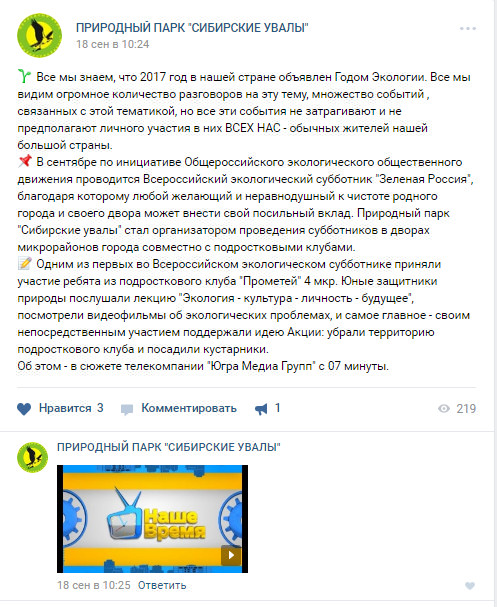 ПРИРОДНЫЙ ПАРК "СИБИРСКИЕ УВАЛЫ"
18 сен в 10:24
Все мы знаем, что 2017 год в нашей стране объявлен Годом Экологии. Все мы
видим огромное количество разговоров на эту тему, множество событий ,
связанных с этой тематикой, но все эти события не затрагивают и не
предполагают личного участия в них ВСЕХ НАС - обычных жителей нашей
большой страны.
В сентябре по инициативе Общероссийского экологического общественного
движения проводится Всероссийский экологический субботник "Зеленая Россия",
благодаря которому любой желающий и неравнодушный к чистоте родного
города и своего двора может внести свой посильный вклад. Природный парк
"Сибирские увалы" стал организатором проведения субботников в дворах
микрорайонов города совместно с подростковыми клубами.
Одним из первых во Всероссийском экологическом субботнике приняли
участие ребята из подросткового клуба "Прометей" 4 мкр. Юные защитники
природы послушали лекцию "Экология - культура - личность - будущее",
посмотрели видеофильмы об экологических проблемах, и самое главное - своим
непосредственным участием поддержали идею Акции: убрали территорию
подросткового клуба и посадили кустарники.
Об этом - в сюжете телекомпании "Югра Медиа Групп" с 07 минуты.
Нравится 3 Комментировать 1 219
ПРИРОДНЫЙ ПАРК "СИБИРСКИЕ УВАЛЫ"
Наше
Время
18 сен в 10:25 Ответить